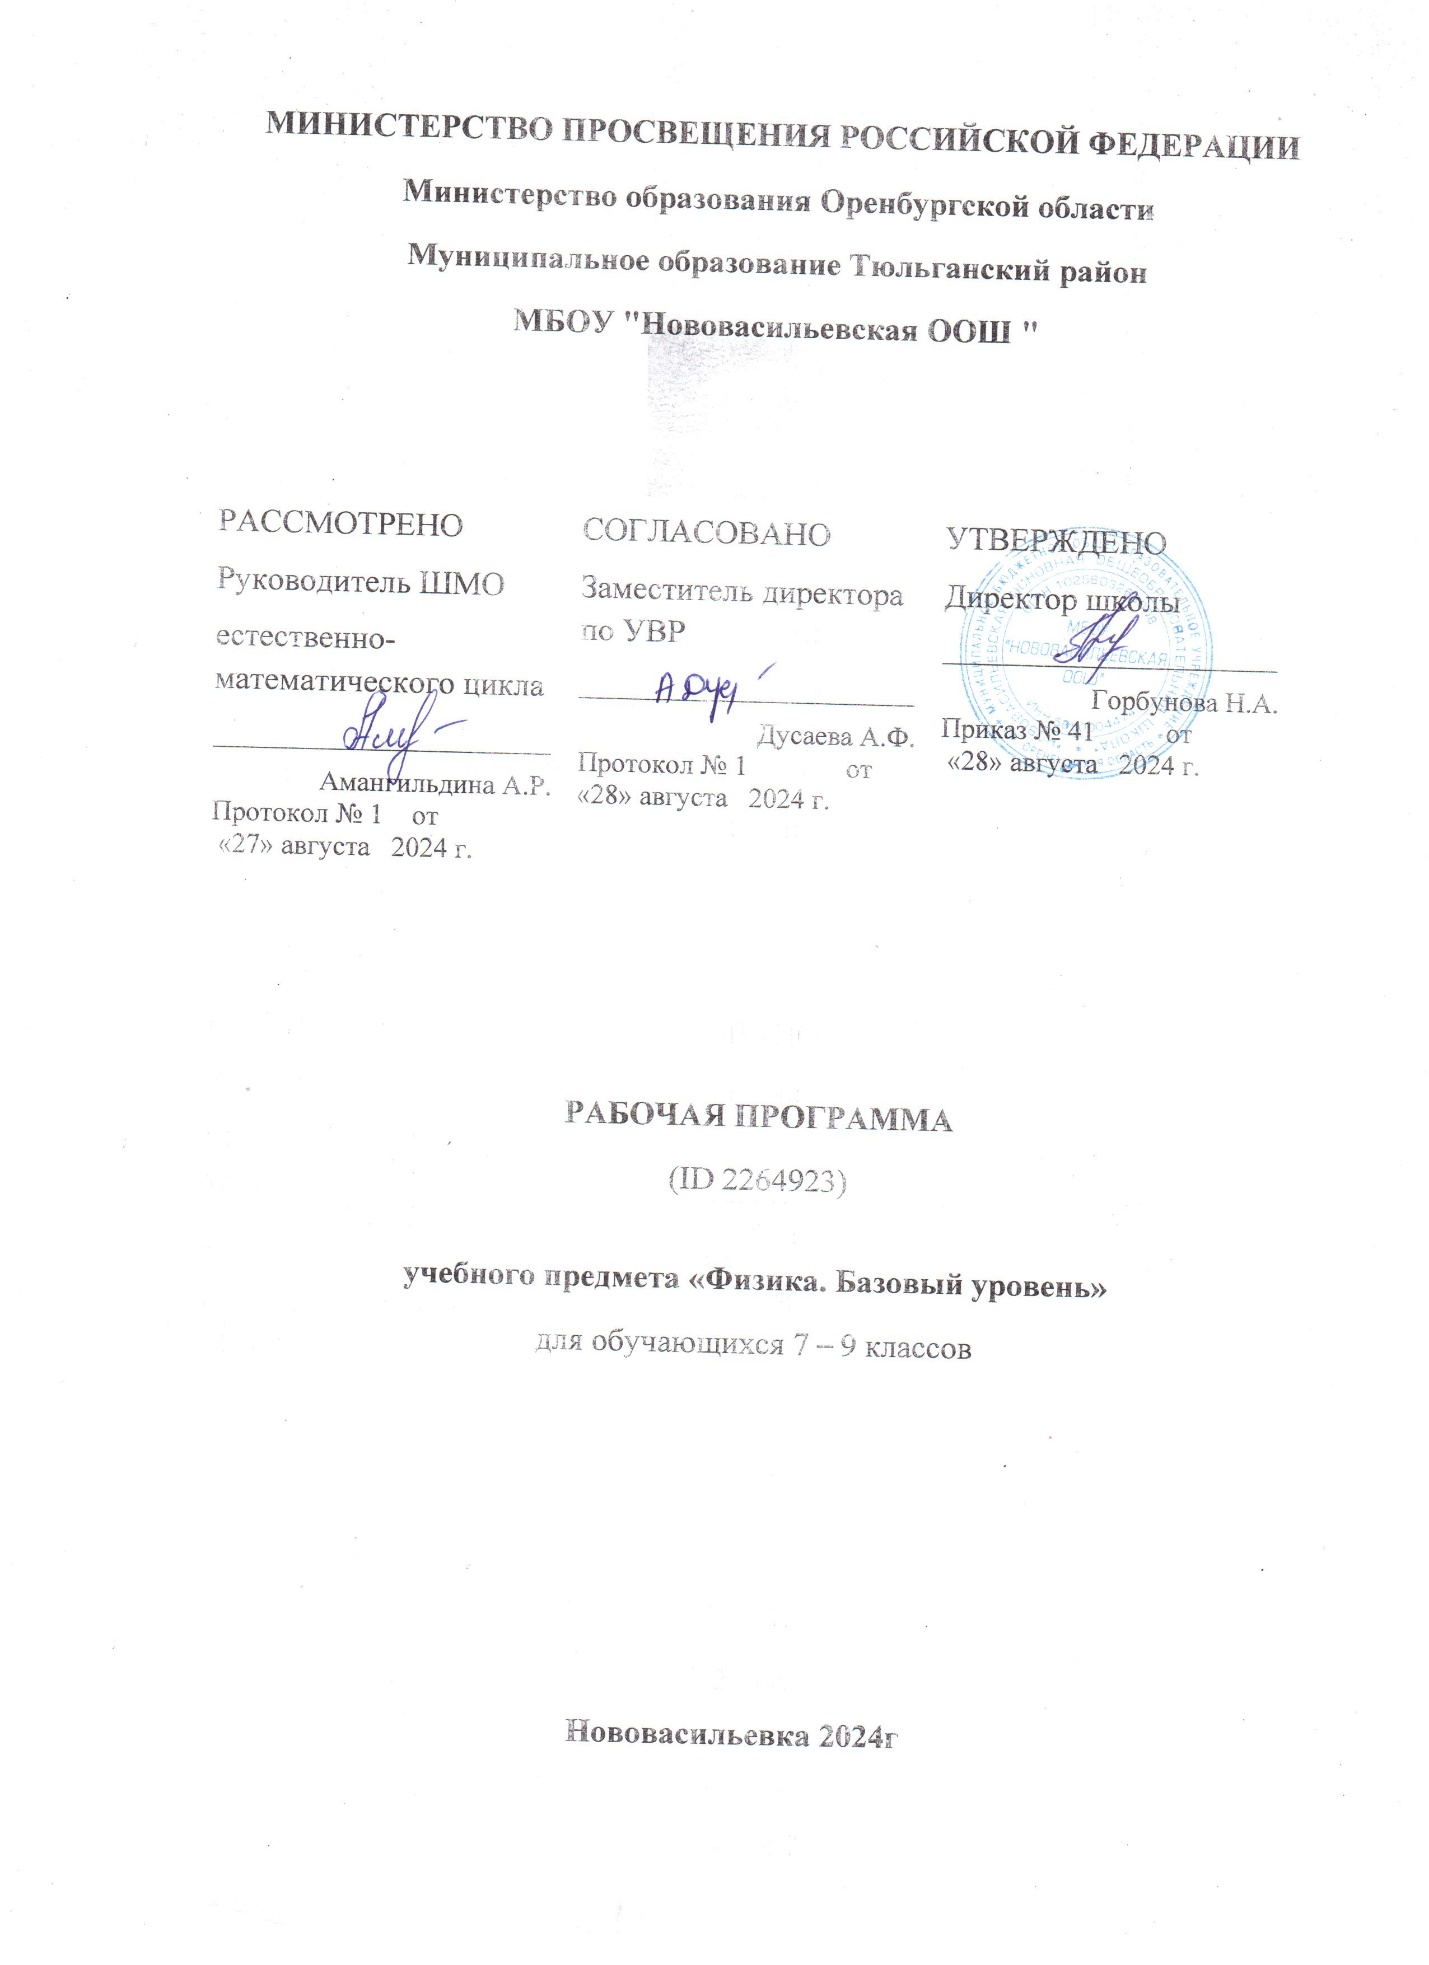 МИНИСТЕРСТВО ПРОСВЕЩЕНИЯ РОССИЙСКОЙ ФЕДЕРАЦИИ
Министерство образования Оренбургской области
Муниципальное образование Тюльганский район
МБОУ "Нововасильевская ООШ "
РАССМОТРЕНО
Руководитель ШМО
естественно-
математического цикла
Амангильдина А.Р.
Протокол № 1 от
«27» августа 2024 г.
СОГЛАСОВАНО
Заместитель директора
по УВР
Дусаева А.Ф.
Протокол № 1 от
«28» августа 2024 г.
УТВЕРЖДЕНО
Директор школы
Горбунова Н.А.
Приказ № 41 от
«28» августа 2024 г.
"НОВОВАСИЛЬЕВСКАЯ
ООШ"
РАБОЧАЯ ПРОГРАММА
(ID 2264923)
учебного предмета «Физика. Базовый уровень»
для обучающихся 7 – 9 классов
Нововасильевка 2024г